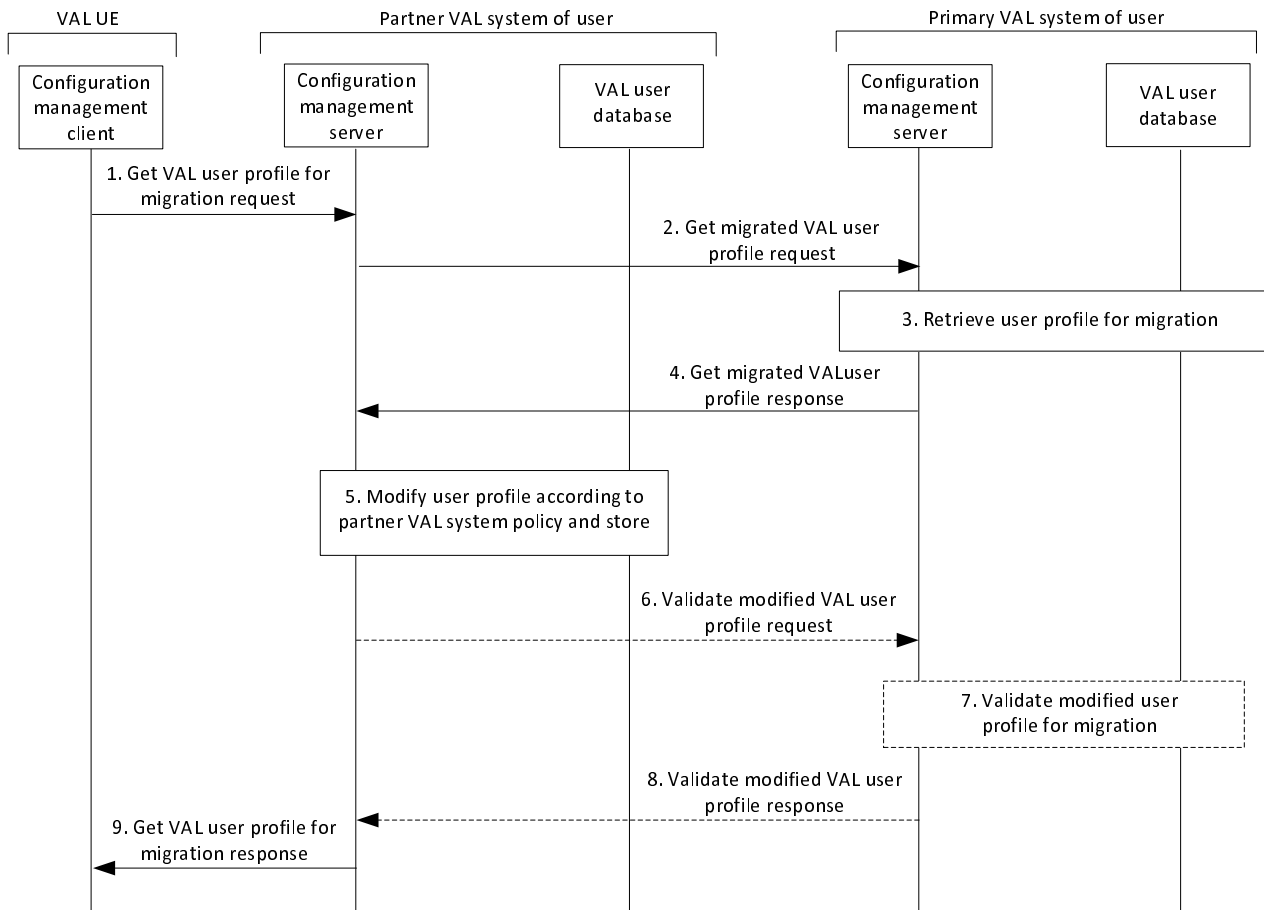 VAL UE
Partner VAL system of user
Primary VAL system of user
Configuration
management
client
Configuration
management
server
VAL user
database
Configuration
management
server
VAL user
database
1. Get VAL user profile for
migration request
2. Get migrated VAL user
profile request
3. Retrieve user profile for migration
4. Get migrated VALuser
profile response
5. Modify user profile according to
partner VAL system policy and store
6. Validate modified VAL user
profile request
7. Validate modified user
profile for migration
8. Validate modified VAL user
profile response
9. Get VAL user profile for
migration response